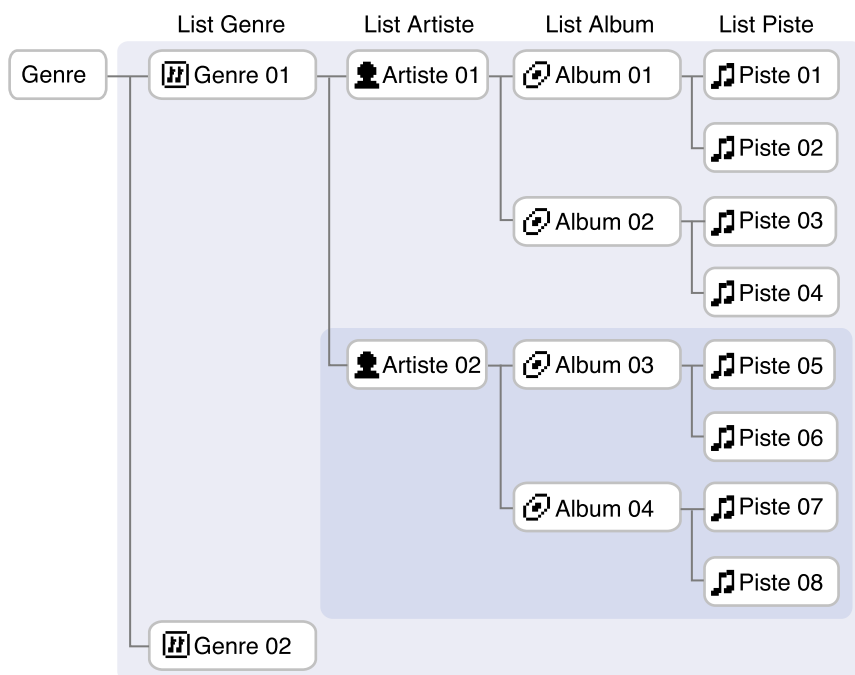 List Genre List Artiste List Album List Piste
Genre Genre 01 Artiste 01 Album 01 Piste 01
Piste 02
Album 02 Piste 03
Piste 04
Artiste 02 Album 03 Piste 05
Piste 06
Album 04 Piste 07
Piste 08
Genre 02